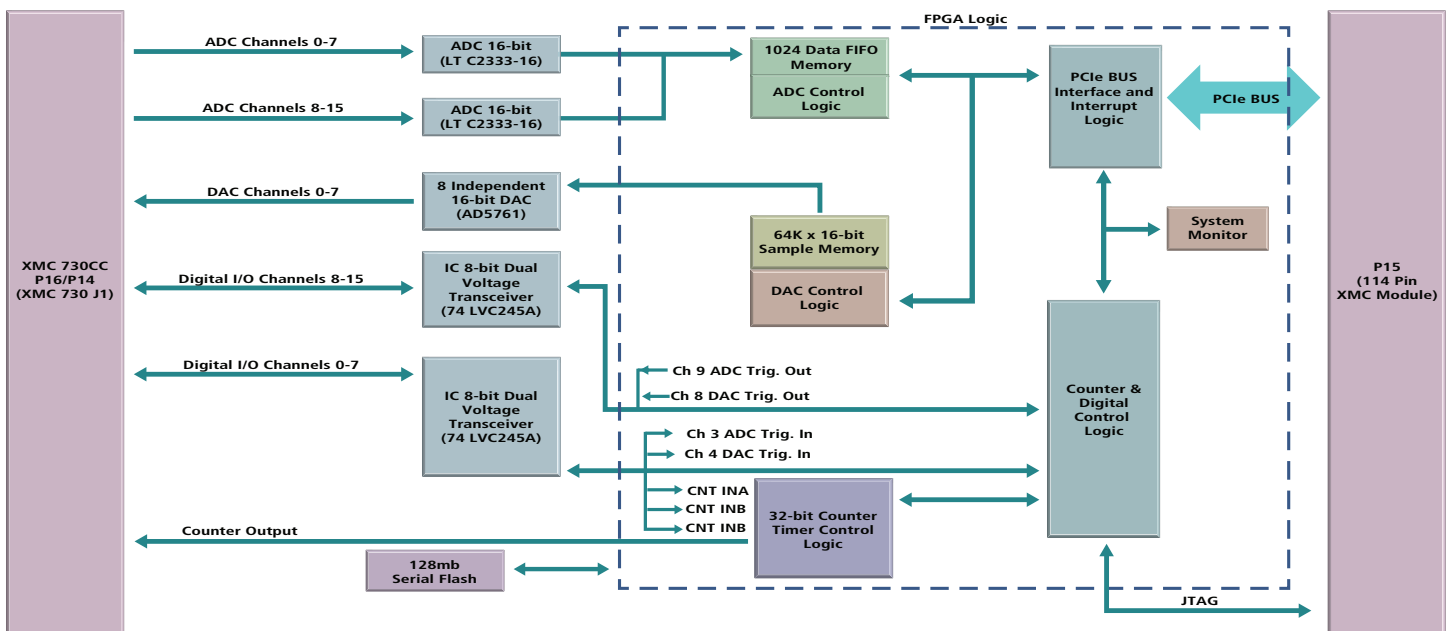 FPGA Logic
ADC Channels 0-7
ADC 16-bit
(LT C2333-16)
1024 Data FIFO
Memory
ADC Control
Logic
ADC Channels 8-15
ADC 16-bit
(LT C2333-16)
PCIe BUS
Interface and
Interrupt
Logic
PCIe BUS
DAC Channels 0-7
8 Independent
16-bit DAC
(AD5761)
64K x 16-bit
Sample Memory
DAC Control
Logic
System
Monitor
XMC 730CC
P16/P14
(XMC 730 J1)
Digital I/O Channels 8-15
IC 8-bit Dual
Voltage
Transceiver
(74 LVC245A)
P15
(114 Pin
XMC Module)
Digital I/O Channels 0-7
IC 8-bit Dual
Voltage
Transceiver
(74 LVC245A)
Ch 9 ADC Trig. Out
Ch 8 DAC Trig. Out
Counter &
Digital
Control
Logic
Ch 3 ADC Trig. In
Ch 4 DAC Trig. In
CNT INA
CNT INB
CNT INB
32-bit Counter
Timer Control
Logic
Counter Output
128mb
Serial Flash
JTAG